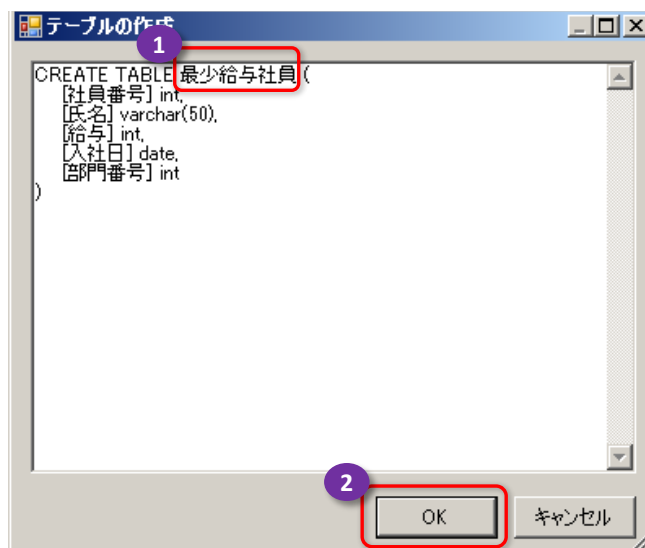 テーブルの作成
1
CREATE TABLE 最少給与社員 (
[社員番号] int,
[氏名] varchar(50),
[給与] int,
[入社日] date,
[部門番号] int
)
2
OK
キャンセル